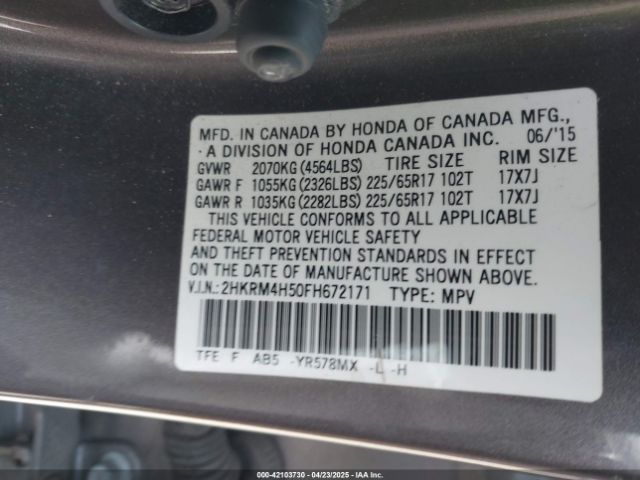 MFD. IN CANADA BY HONDA OF CANADA MFG.,
A DIVISION OF HONDA CANADA INC. 06/'15
GVWR 2070KG (4564LBS) TIRE SIZE RIM SIZE
GAWR F 1055KG (2326LBS) 225/65R17 102T 17X7J
GAWR R 1035KG (2282LBS) 225/65R17 102T 17X7J
THIS VEHICLE CONFORMS TO ALL APPLICABLE
FEDERAL MOTOR VEHICLE SAFETY
AND THEFT PREVENTION STANDARDS IN EFFECT
ON THE DATE OF MANUFACTURE SHOWN ABOVE.
V.I.N.: 2HKRM4H50FH672171 TYPE: MPV
TFE F AB5 -YR578MX -L -H
000-42103730 - 04/23/2025 - IAA Inc.